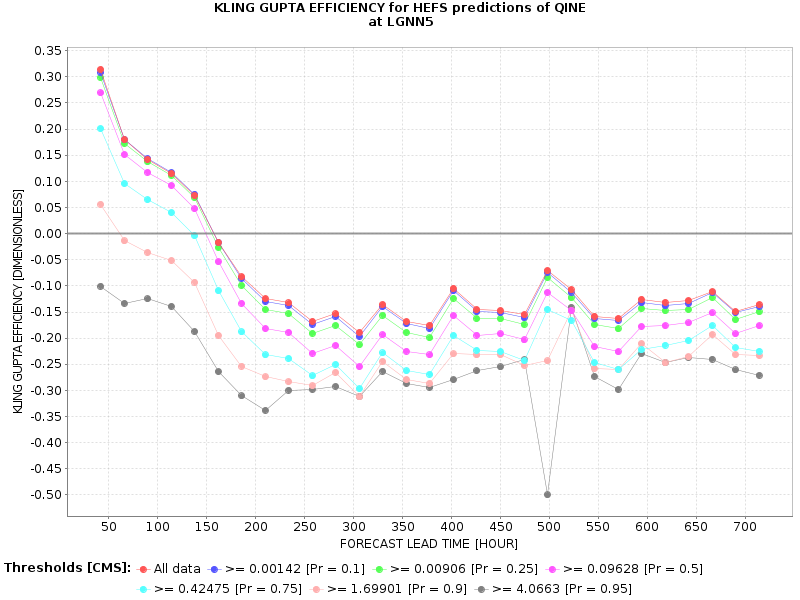 KLING GUPTA EFFICIENCY for HEFS predictions of QINE
at LGNN5
KLING GUPTA EFFICIENCY [DIMENSIONLESS]
0.35
0.30
0.25
0.20
0.15
0.10
0.05
0.00
-0.05
-0.10
-0.15
-0.20
-0.25
-0.30
-0.35
-0.40
-0.45
-0.50
50 100 150 200 250 300 350 400 450 500 550 600 650 700
FORECAST LEAD TIME [HOUR]
Thresholds [CMS]: All data >= 0.00142 [Pr = 0.1] >= 0.00906 [Pr = 0.25] >= 0.09628 [Pr = 0.5]
>= 0.42475 [Pr = 0.75] >= 1.69901 [Pr = 0.9] >= 4.0663 [Pr = 0.95]